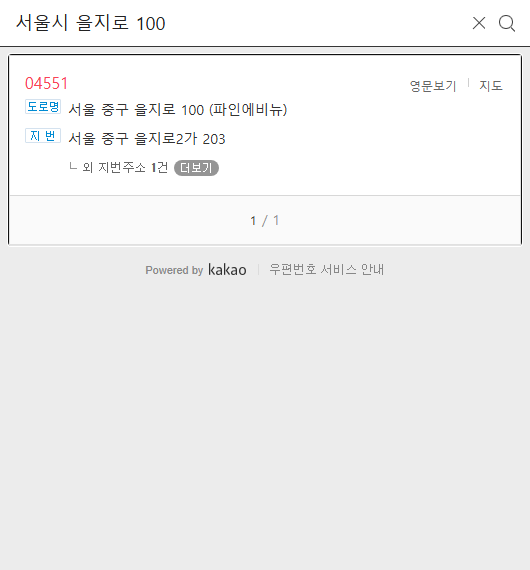 서울시 을지로 100
04551 영문보기 지도
도로명 서울 중구 을지로 100 (파인에비뉴)
지 번 서울 중구 을지로2가 203
ㄴ 외 지번주소 1건 더보기
1 / 1
Powered by kakao 우편번호 서비스 안내